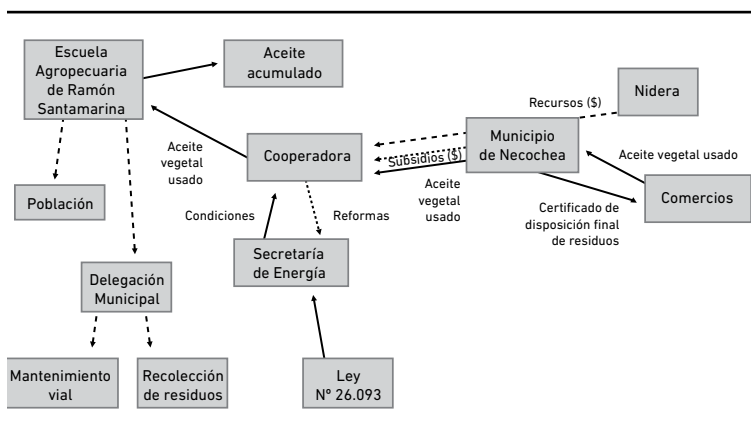 Escuela
Agropecuaria
de Ramón
Santamarina
Aceite
acumulado
Nidera
Recursos ($)
Municipio
de Necochea
Cooperadora
Subsidios ($)
Aceite
vegetal
usado
Aceite vegetal usado
Comercios
Aceite
vegetal
usado
Certificado de
disposición final
de residuos
Población
Condiciones
Reformas
Secretaría
de Energía
Delegación
Municipal
Mantenimiento
vial
Recolección
de residuos
Ley
Nº 26.093